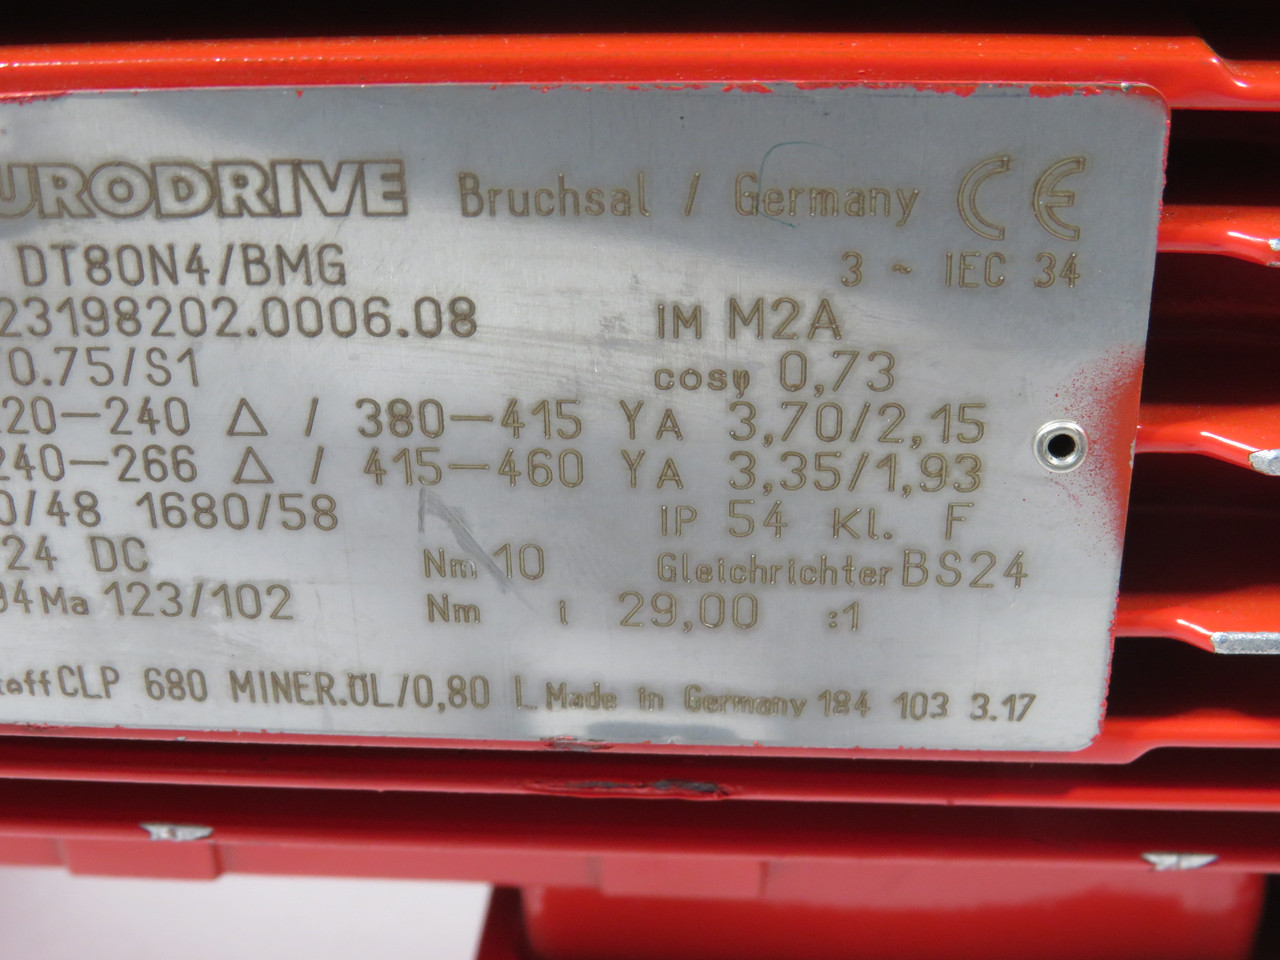 URODRIVE Bruchsal / Germany CE
DT80N4/BMG 3 ~ IEC 34
23198202.0006.08 IM M2A
0.75/S1 cosφ 0,73
20-240 △ / 380-415 Y A 3,70/2,15
240-266 △ / 415-460 Y A 3,35/1,93
0/48 1680/58 IP 54 Kl. F
24 DC Nm 10 Gleichrichter BS24
94 Ma 123/102 Nm i 29,00 :1
toff CLP 680 MINER.ÖL/0,80 L Made in Germany 184 103 3.17